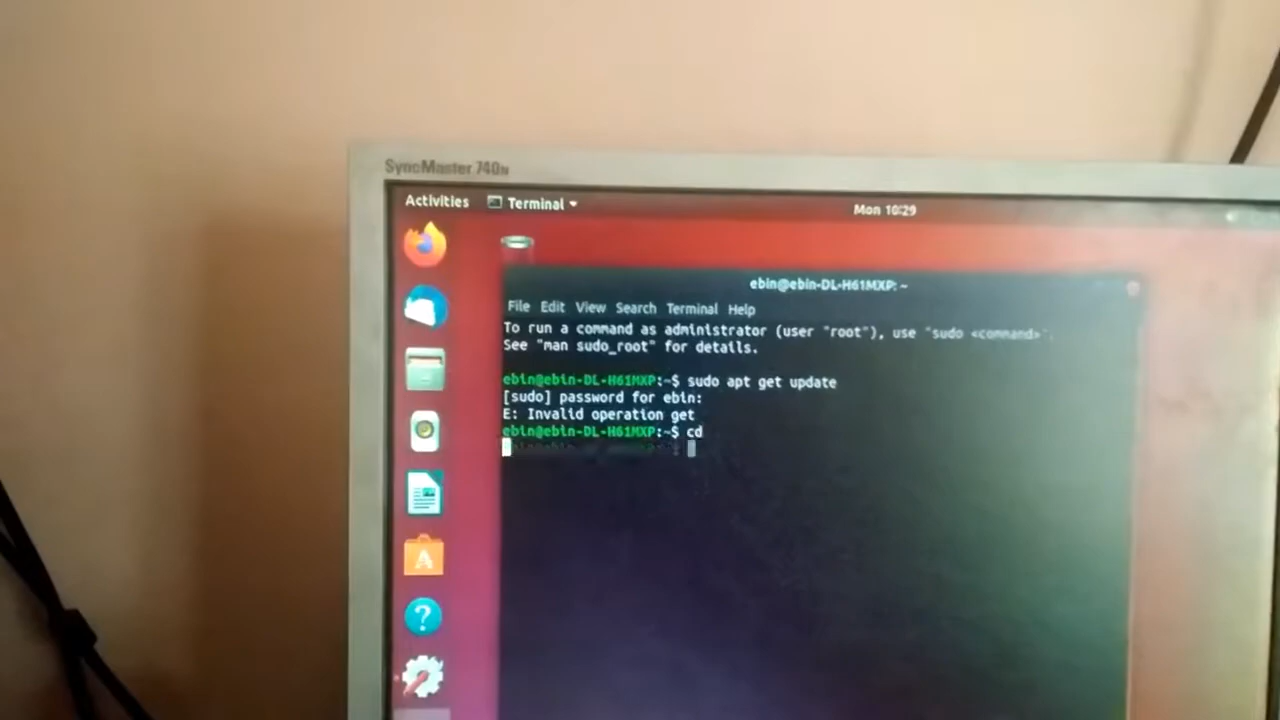 SyncMaster 740N
Activities Terminal Mon 10:29
ebin@ebin-DL-H61MXP: ~
File Edit View Search Terminal Help
To run a command as administrator (user "root"), use "sudo <command>".
See "man sudo_root" for details.
ebin@ebin-DL-H61MXP:~$ sudo apt get update
[sudo] password for ebin:
E: Invalid operation get
ebin@ebin-DL-H61MXP:~$ cd